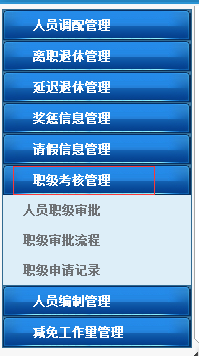 人员调配管理
离职退休管理
延迟退休管理
奖惩信息管理
请假信息管理
职级考核管理
人员职级审批
职级审批流程
职级申请记录
人员编制管理
减免工作量管理